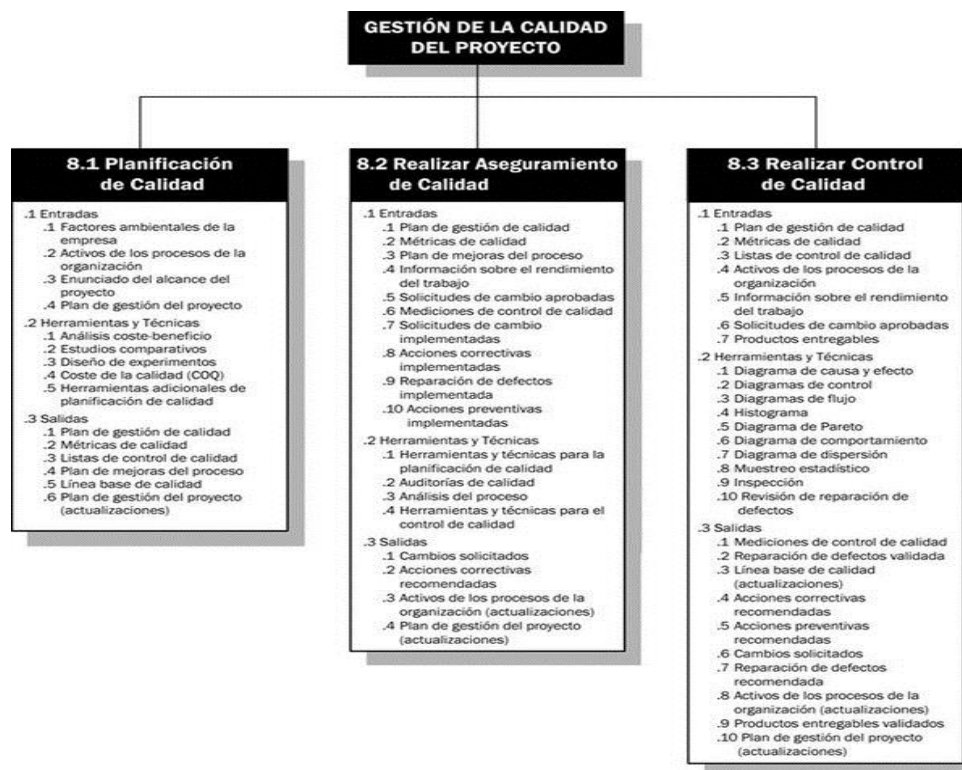 GESTIÓN DE LA CALIDAD
DEL PROYECTO
8.1 Planificación
de Calidad
.1 Entradas
.1 Factores ambientales de la
empresa
.2 Activos de los procesos de la
organización
.3 Enunciado del alcance del
proyecto
.4 Plan de gestión del proyecto
.2 Herramientas y Técnicas
.1 Análisis coste-beneficio
.2 Estudios comparativos
.3 Diseño de experimentos
.4 Coste de la calidad (COQ)
.5 Herramientas adicionales de
planificación de calidad
.3 Salidas
.1 Plan de gestión de calidad
.2 Métricas de calidad
.3 Listas de control de calidad
.4 Plan de mejoras del proceso
.5 Línea base de calidad
.6 Plan de gestión del proyecto
(actualizaciones)
8.2 Realizar Aseguramiento
de Calidad
.1 Entradas
.1 Plan de gestión de calidad
.2 Métricas de calidad
.3 Plan de mejoras del proceso
.4 Información sobre el rendimiento
del trabajo
.5 Solicitudes de cambio aprobadas
.6 Mediciones de control de calidad
.7 Solicitudes de cambio
implementadas
.8 Acciones correctivas
implementadas
.9 Reparación de defectos
implementada
.10 Acciones preventivas
implementadas
.2 Herramientas y Técnicas
.1 Herramientas y técnicas para la
planificación de calidad
.2 Auditorías de calidad
.3 Análisis del proceso
.4 Herramientas y técnicas para el
control de calidad
.3 Salidas
.1 Cambios solicitados
.2 Acciones correctivas
recomendadas
.3 Activos de los procesos de la
organización (actualizaciones)
.4 Plan de gestión del proyecto
(actualizaciones)
8.3 Realizar Control
de Calidad
.1 Entradas
.1 Plan de gestión de calidad
.2 Métricas de calidad
.3 Listas de control de calidad
.4 Activos de los procesos de la
organización
.5 Información sobre el rendimiento
del trabajo
.6 Solicitudes de cambio aprobadas
.7 Productos entregables
.2 Herramientas y Técnicas
.1 Diagrama de causa y efecto
.2 Diagramas de control
.3 Diagramas de flujo
.4 Histograma
.5 Diagrama de Pareto
.6 Diagrama de comportamiento
.7 Diagrama de dispersión
.8 Muestreo estadístico
.9 Inspección
.10 Revisión de reparación de
defectos
.3 Salidas
.1 Mediciones de control de calidad
.2 Reparación de defectos validada
.3 Línea base de calidad
(actualizaciones)
.4 Acciones correctivas
recomendadas
.5 Acciones preventivas
recomendadas
.6 Cambios solicitados
.7 Reparación de defectos
recomendada
.8 Activos de los procesos de la
organización (actualizaciones)
.9 Productos entregables validados
.10 Plan de gestión del proyecto
(actualizaciones)